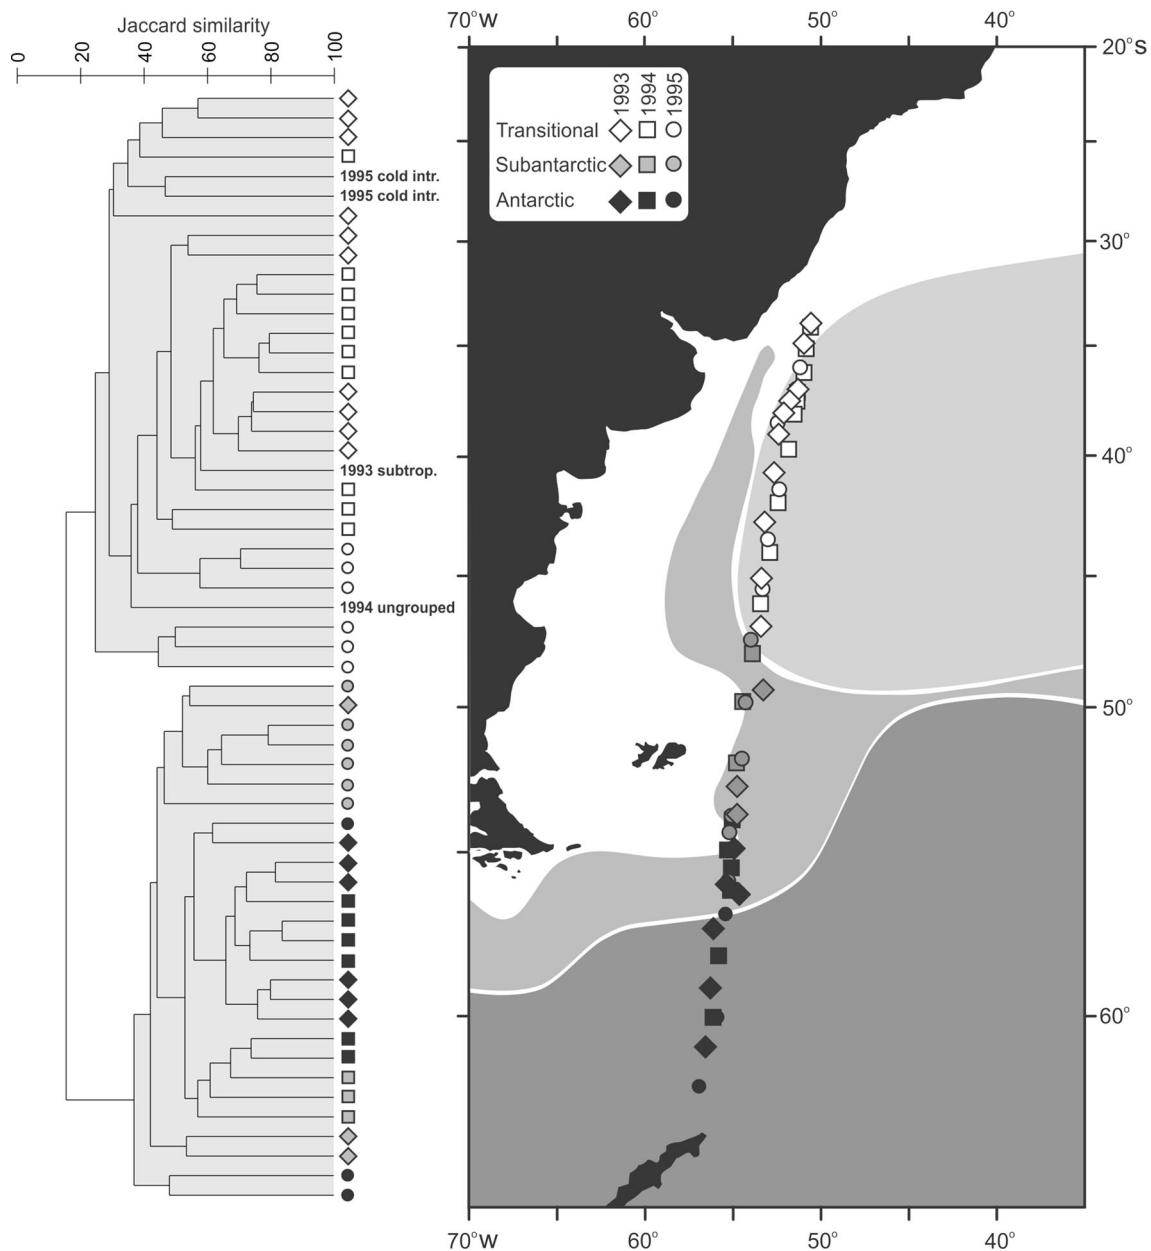 Jaccard similarity
0 20 40 60 80 100
1995 cold intr.
1995 cold intr.
1993 subtrop.
1994 ungrouped
70°W 60° 50° 40°
20°S
30°
40°
50°
60°
1993 1994 1995
Transitional
Subantarctic
Antarctic
70°W 60° 50° 40°